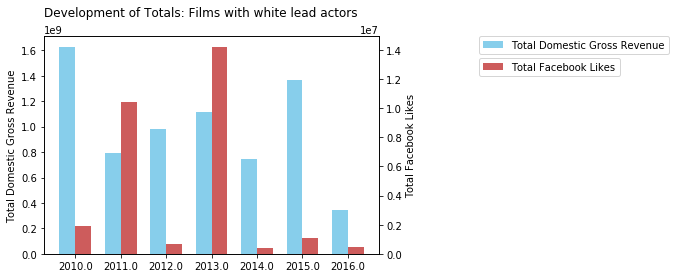 Development of Totals: Films with white lead actors
1e9
1e7
Total Domestic Gross Revenue
1.6
1.4
1.2
1.0
0.8
0.6
0.4
0.2
0.0
2010.0 2011.0 2012.0 2013.0 2014.0 2015.0 2016.0
1.4
1.2
1.0
0.8
0.6
0.4
0.2
0.0
Total Facebook Likes
Total Domestic Gross Revenue
Total Facebook Likes